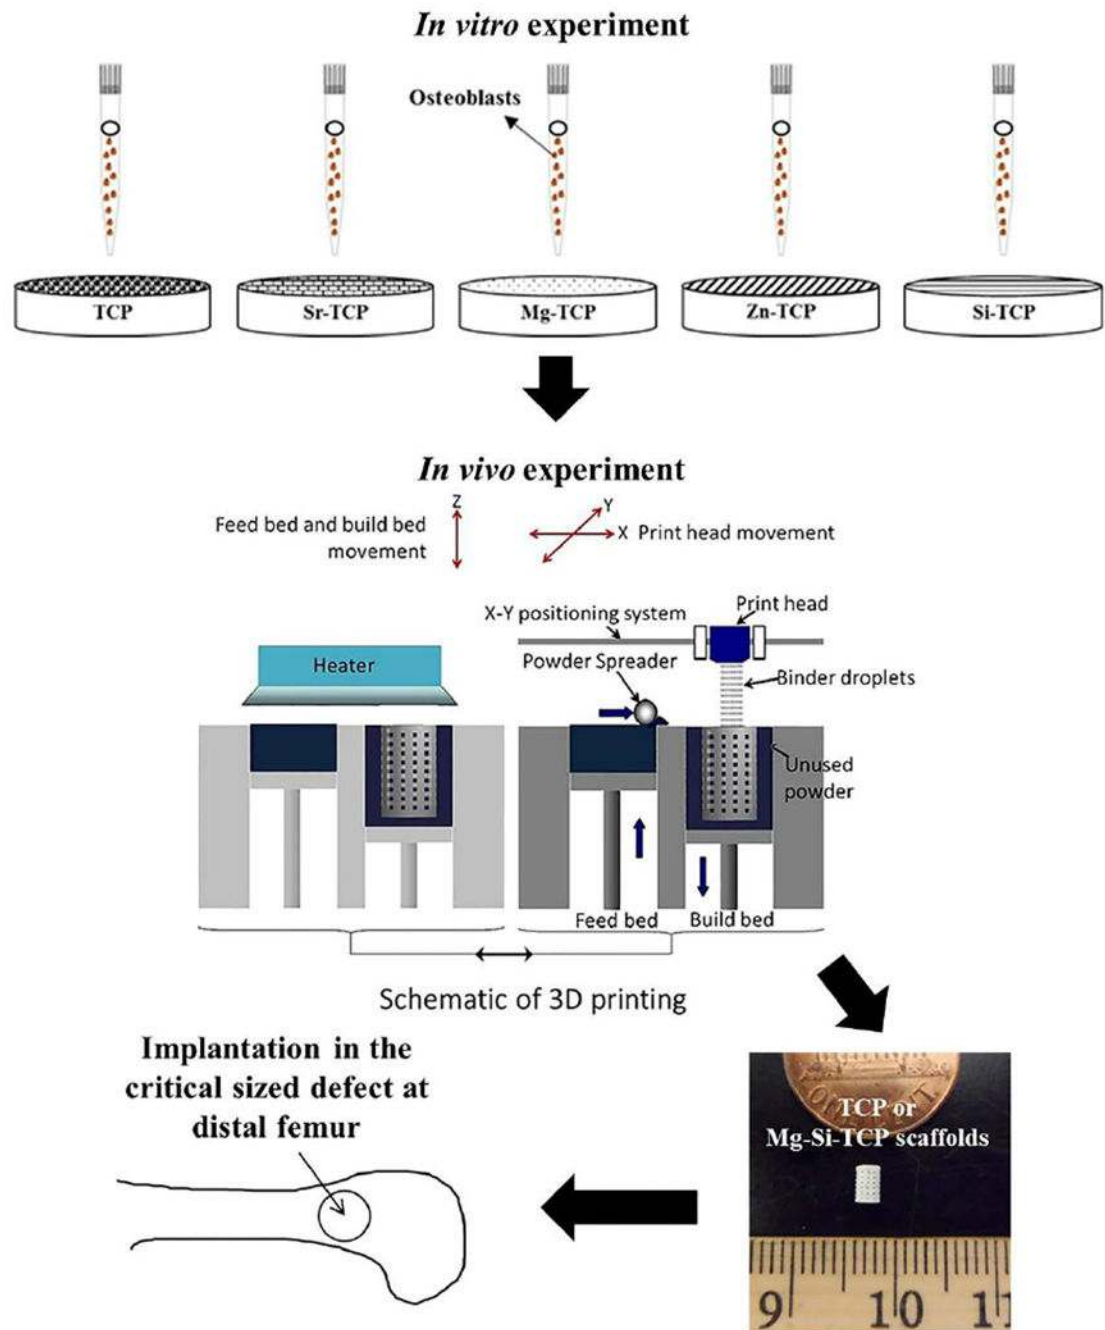 In vitro experiment
Osteoblasts
TCP
Sr-TCP
Mg-TCP
Zn-TCP
Si-TCP
In vivo experiment
Feed bed and build bed
movement
Z
Y
X Print head movement
X-Y positioning system
Print head
Powder Spreader
Heater
Binder droplets
Unused
powder
Feed bed
Build bed
Schematic of 3D printing
Implantation in the
critical sized defect at
distal femur
TCP or
Mg-Si-TCP scaffolds
9 10 11